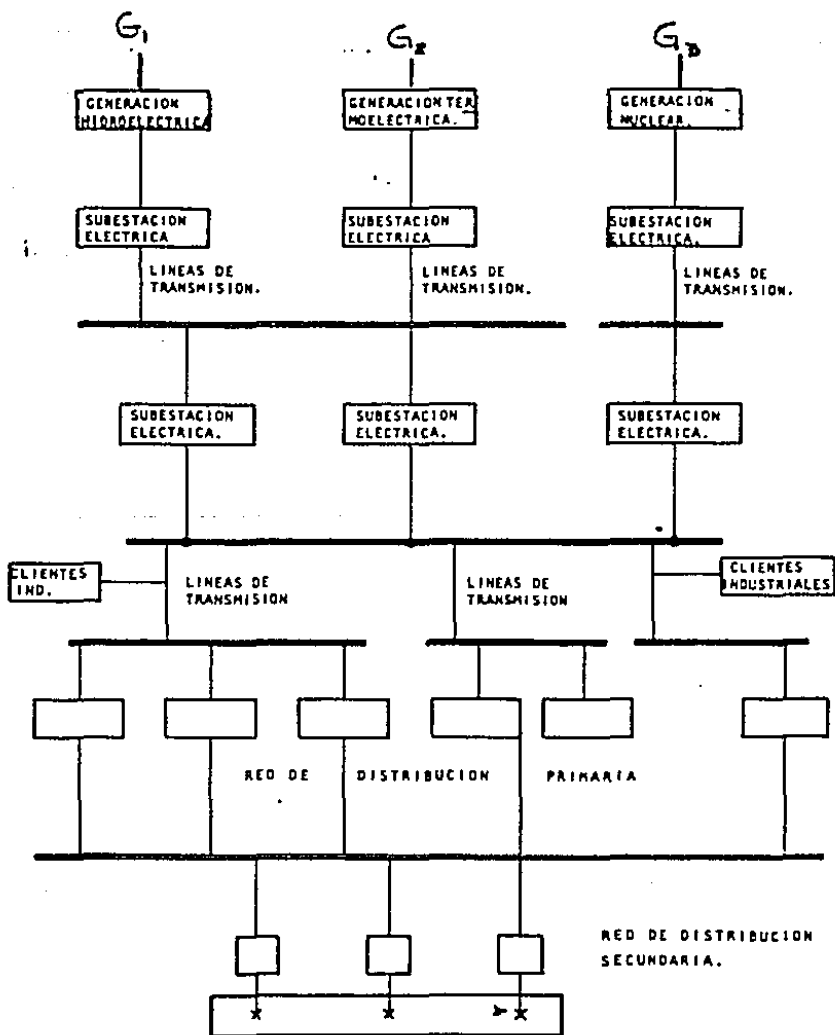 G1
G2
G3
GENERACION
HIDROELECTRICA
GENERACION TER
MOELECTRICA.
GENERACION
NUCLEAR.
SUBESTACION
ELECTRICA
SUBESTACION
ELECTRICA
SUBESTACION
ELECTRICA.
LINEAS DE
TRANSMISION.
LINEAS DE
TRANSMISION.
LINEAS DE
TRANSMISION.
SUBESTACION
ELECTRICA.
SUBESTACION
ELECTRICA.
SUBESTACION
ELECTRICA.
CLIENTES
IND.
LINEAS DE
TRANSMISION
LINEAS DE
TRANSMISION
CLIENTES
INDUSTRIALES
RED DE DISTRIBUCION PRIMARIA
RED DE DISTRIBUCION
SECUNDARIA.